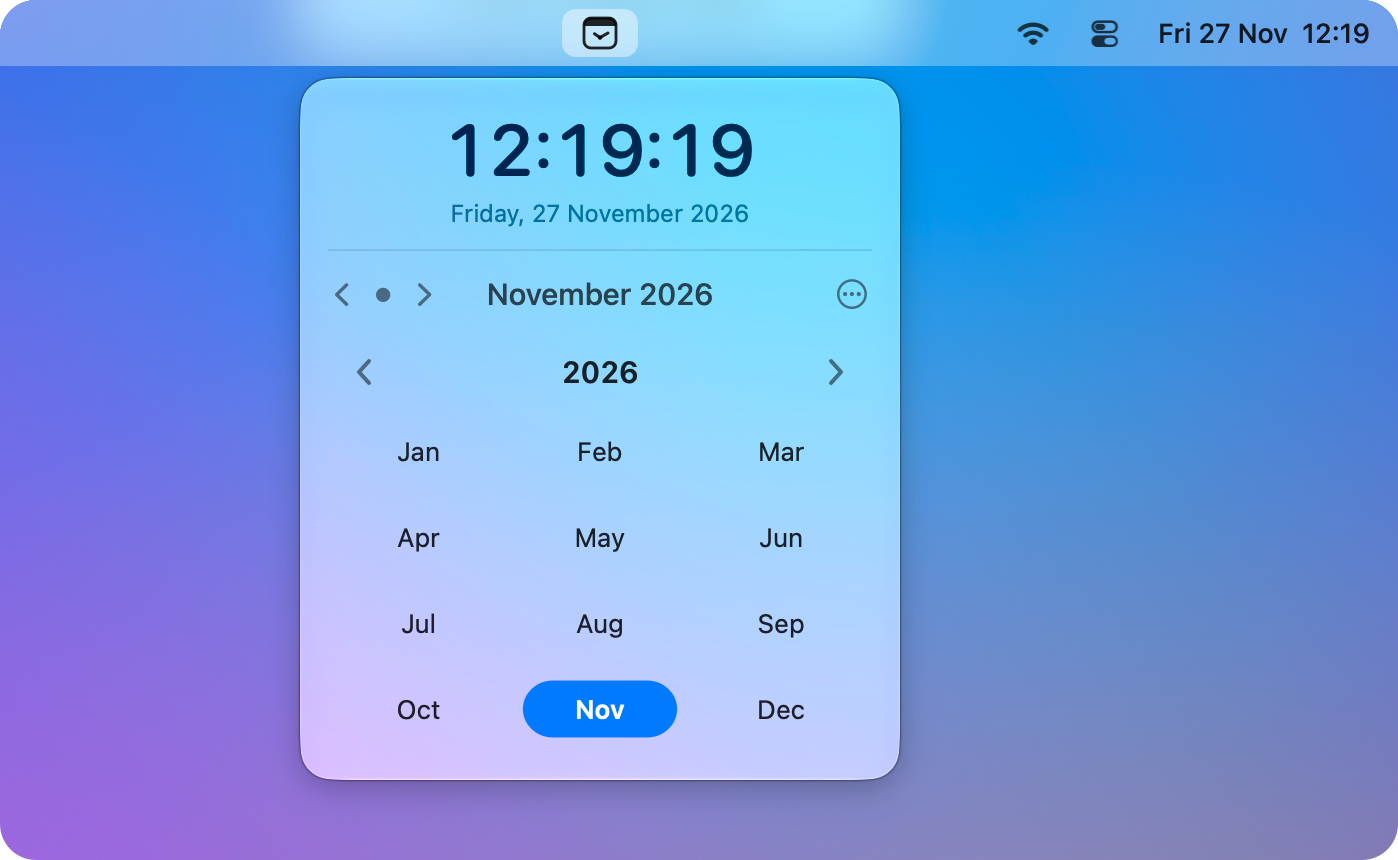 Fri 27 Nov 12:19
12:19:19
Friday, 27 November 2026
November 2026
2026
Jan Feb Mar
Apr May Jun
Jul Aug Sep
Oct Nov Dec